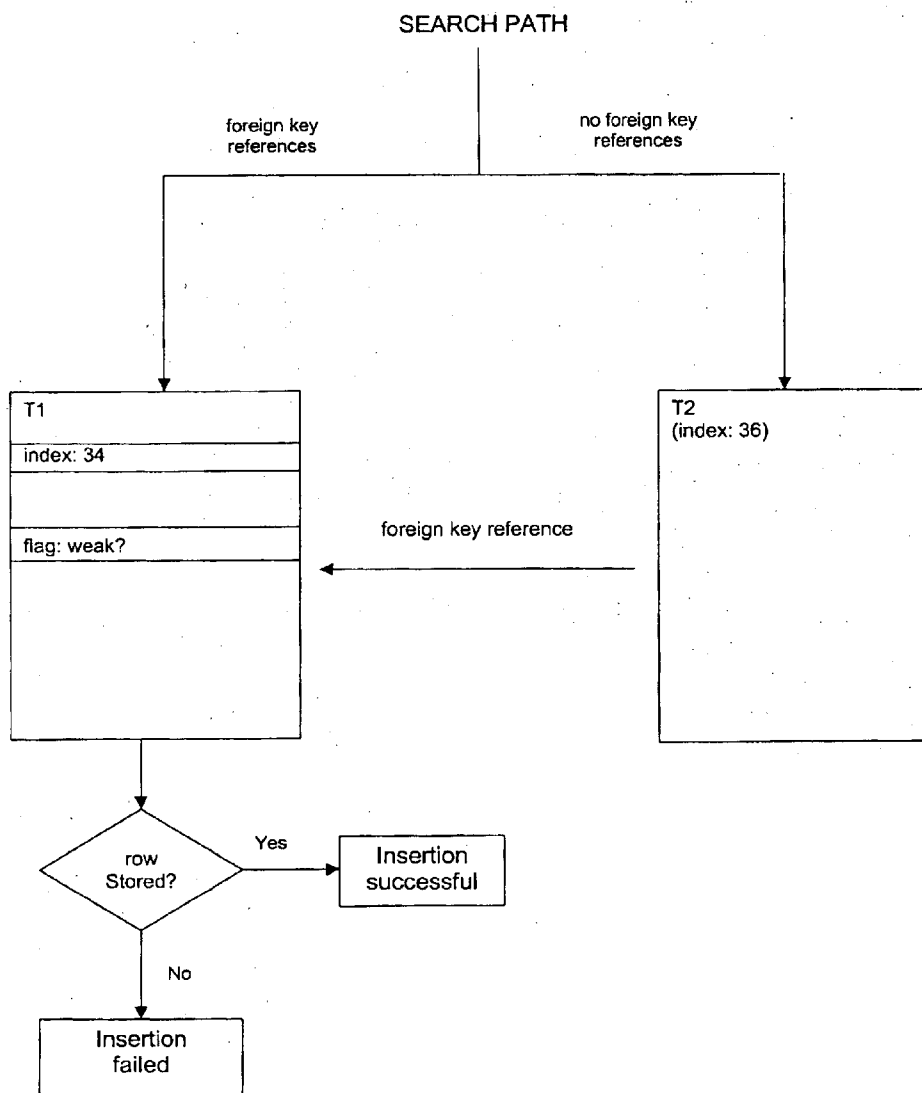 SEARCH PATH
foreign key
references
no foreign key
references
T1
index: 34
flag: weak?
T2
(index: 36)
foreign key reference
row
Stored?
Yes
Insertion
successful
No
Insertion
failed